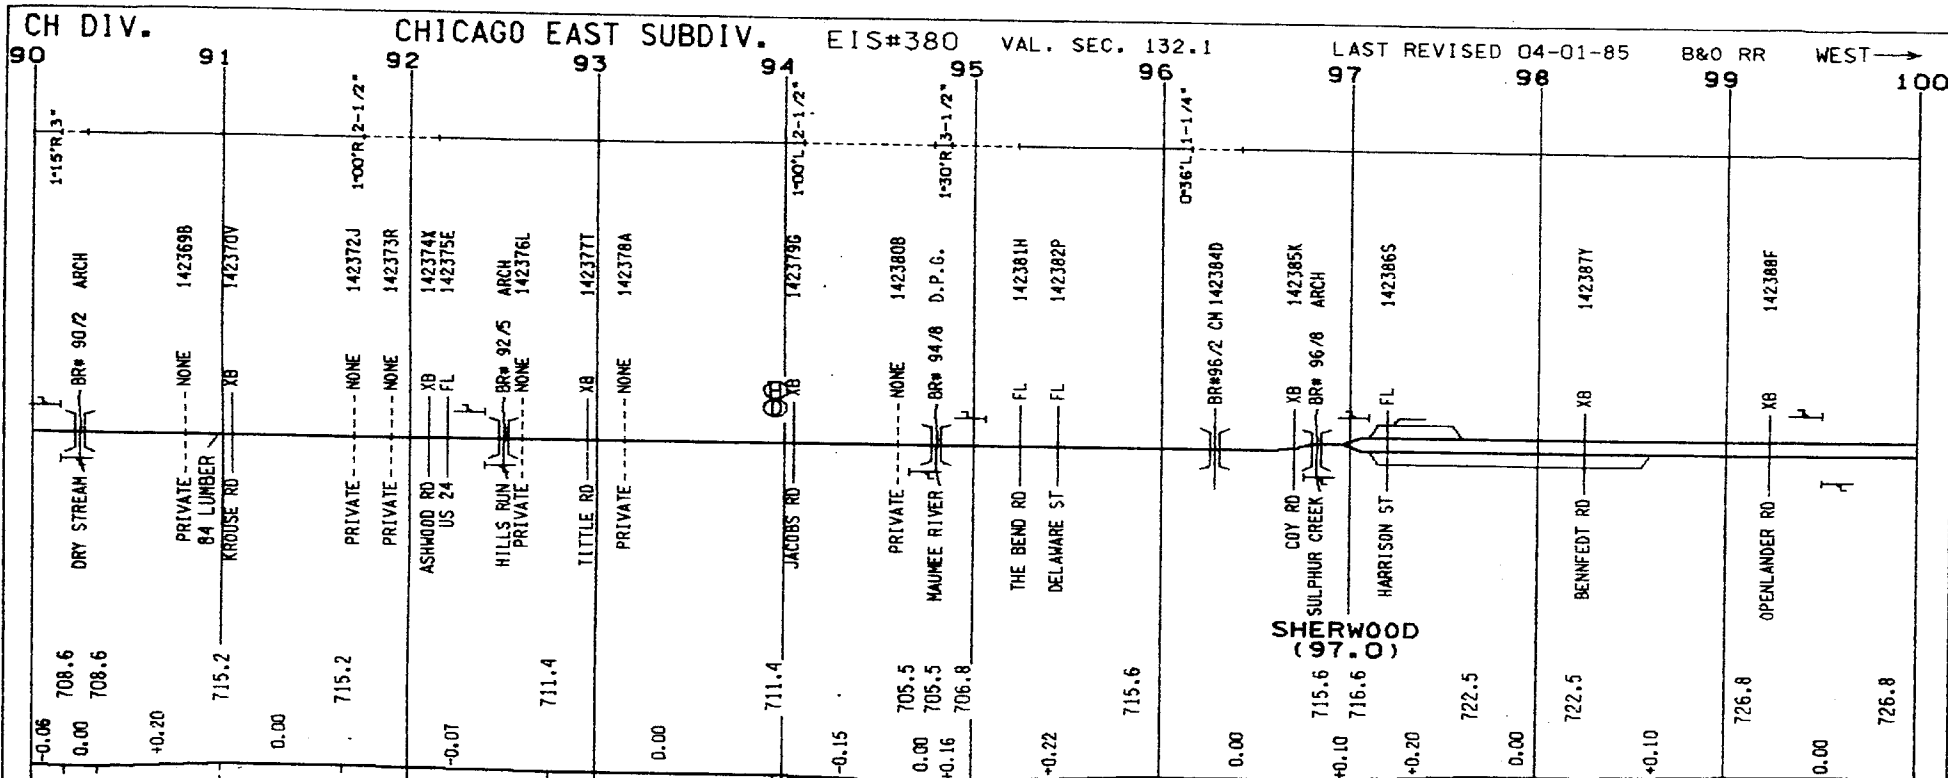 CH DIV. CHICAGO EAST SUBDIV. EIS#380 VAL. SEC. 132.1 LAST REVISED 04-01-85 B&O RR WEST
90 91 92 93 94 95 96 97 98 99 100
1°15'R 3" 1°00'R 2-1/2" 1°00'L 2-1/2" 1°30'R 3-1/2" 0°36'L 1-1/4"
DRY STREAM BR# 90/2 ARCH
PRIVATE NONE 142369B
84 LUMBER
KROUSE RD XB 142370V
PRIVATE NONE 142372J
PRIVATE NONE 142373R
ASHWOOD RD XB 142374X
US 24 FL 142375E
HILLS RUN BR# 92/5 ARCH
PRIVATE NONE 142376L
TITTLE RD XB 142377T
PRIVATE NONE 142378A
JACOBS RD XB 142379G
PRIVATE NONE 142380B
MAUMEE RIVER BR# 94/8 D.P.G.
THE BEND RD FL 142381H
DELAWARE ST FL 142382P
BR#96/2 CM 142384D
COY RD XB 142385K
SULPHUR CREEK BR# 96/8 ARCH
HARRISON ST FL 142386S
BENNFEDT RD XB 142387Y
OPENLANDER RD XB 142388F
SHERWOOD
(97.0)
708.6 708.6 715.2 715.2 711.4 711.4 705.5 705.5 706.8 715.6 715.6 716.6 722.5 722.5 726.8 726.8
-0.06 0.00 +0.20 0.00 -0.07 0.00 -0.15 0.00 +0.16 +0.22 0.00 +0.10 +0.20 0.00 +0.10 0.00